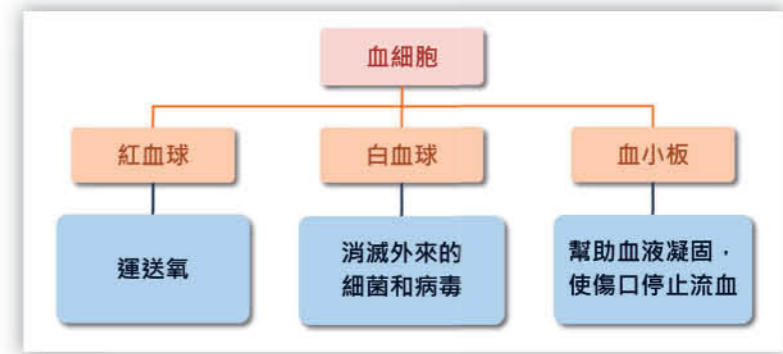 血細胞
紅血球
白血球
血小板
運送氧
消滅外來的
細菌和病毒
幫助血液凝固，
使傷口停止流血